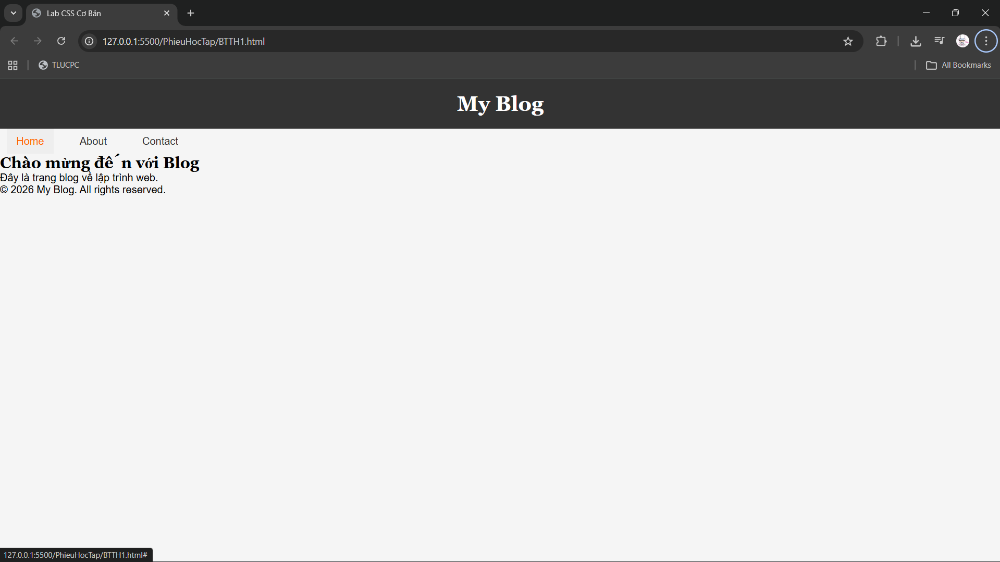 Lab CSS Cơ Bản
127.0.0.1:5500/PhieuHocTap/BTTH1.html
TLUCPC
All Bookmarks
My Blog
Home About Contact
Chào mừng đến với Blog
Đây là trang blog về lập trình web.
© 2026 My Blog. All rights reserved.
127.0.0.1:5500/PhieuHocTap/BTTH1.html#